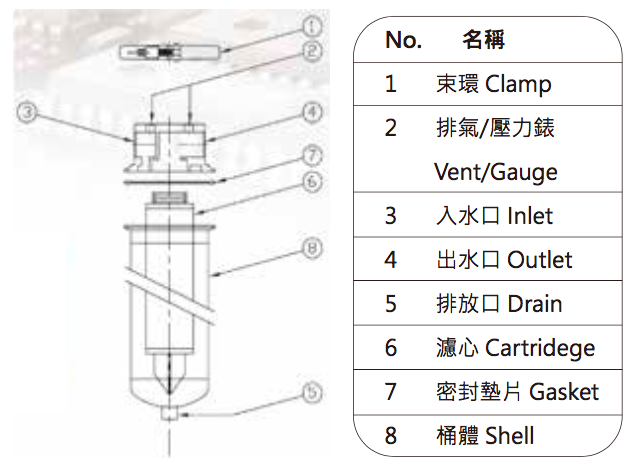 1
2
3
4
7
6
8
5
No. 名稱
1 束環 Clamp
2 排氣/壓力錶
Vent/Gauge
3 入水口 Inlet
4 出水口 Outlet
5 排放口 Drain
6 濾心 Cartridege
7 密封墊片 Gasket
8 桶體 Shell